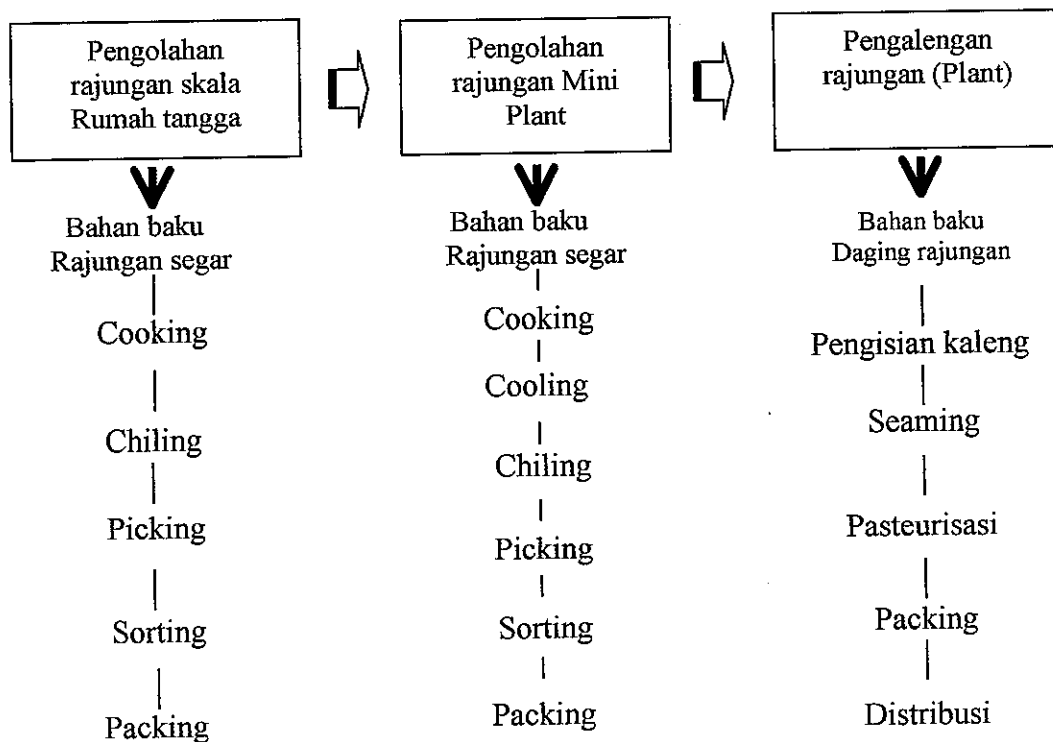 Pengolahan
rajungan skala
Rumah tangga
Bahan baku
Rajungan segar
Cooking
Chiling
Picking
Sorting
Packing
Pengolahan
rajungan Mini
Plant
Bahan baku
Rajungan segar
Cooking
Cooling
Chiling
Picking
Sorting
Packing
Pengalengan
rajungan (Plant)
Bahan baku
Daging rajungan
Pengisian kaleng
Seaming
Pasteurisasi
Packing
Distribusi